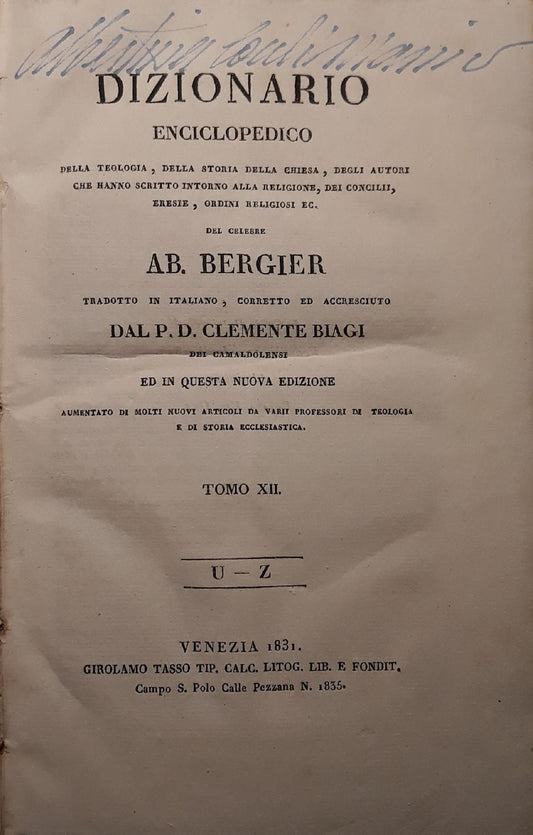 DIZIONARIO
ENCICLOPEDICO
DELLA TEOLOGIA, DELLA STORIA DELLA CHIESA, DEGLI AUTORI
CHE HANNO SCRITTO INTORNO ALLA RELIGIONE, DEI CONCILII,
ERESIE, ORDINI RELIGIOSI EC.
DEL CELEBRE
AB. BERGIER
TRADOTTO IN ITALIANO, CORRETTO ED ACCRESCIUTO
DAL P. D. CLEMENTE BIAGI
DEI CAMALDOLENSI
ED IN QUESTA NUOVA EDIZIONE
AUMENTATO DI MOLTI NUOVI ARTICOLI DA VARII PROFESSORI DI TEOLOGIA
E DI STORIA ECCLESIASTICA.
TOMO XII.
U — Z
VENEZIA 1831.
GIROLAMO TASSO TIP. CALC. LITOG. LIB. E FONDIT.
Campo S. Polo Calle Pezzana N. 1835.